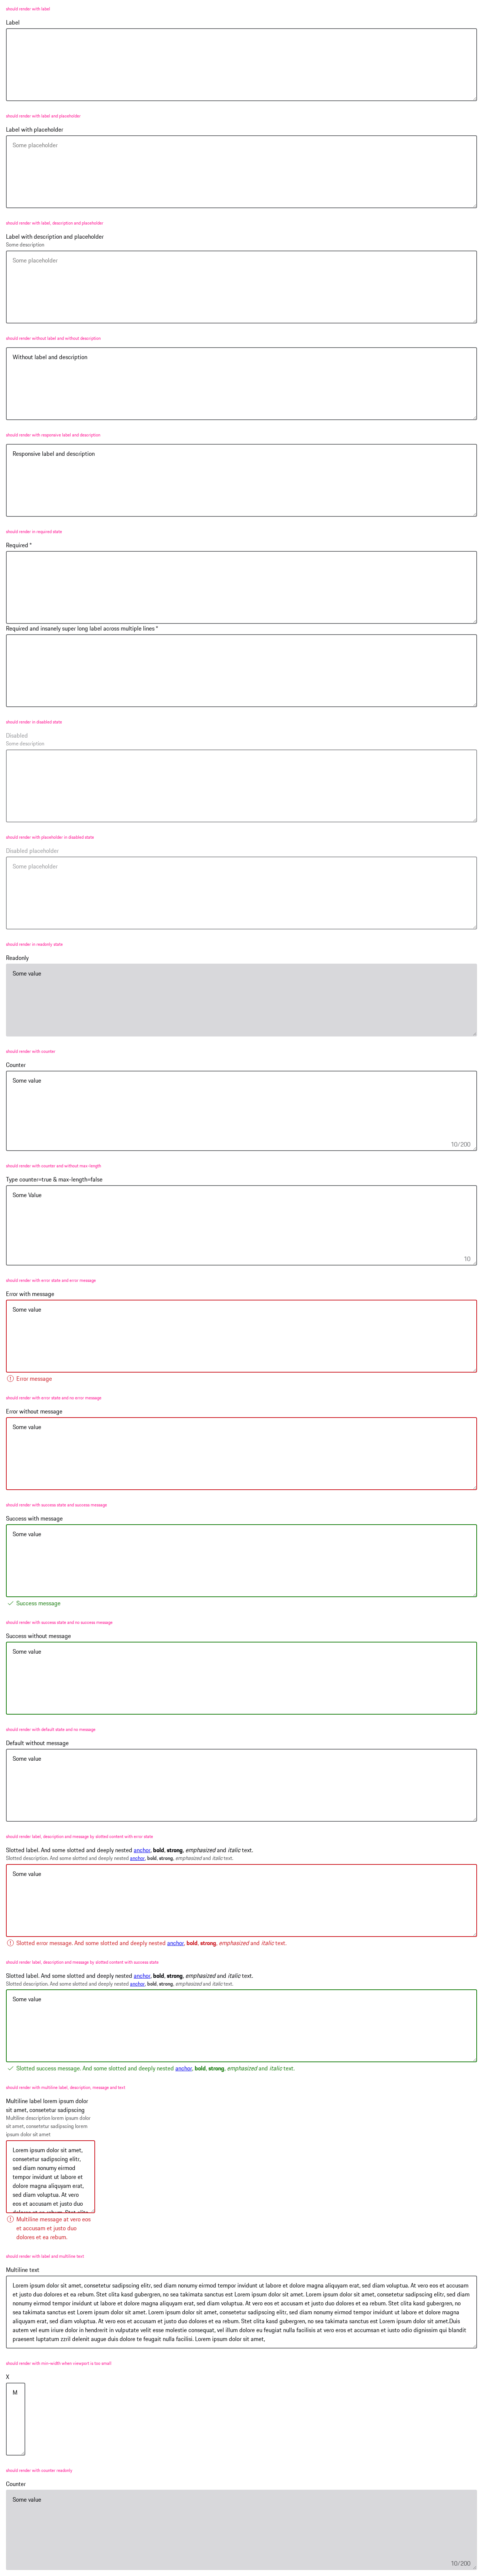 should render with label
Label
should render with label and placeholder
Label with placeholder
Some placeholder
should render with label, description and placeholder
Label with description and placeholder
Some description
Some placeholder
should render without label and without description
Without label and description
should render with responsive label and description
Responsive label and description
should render in required state
Required *
Required and insanely super long label across multiple lines *
should render in disabled state
Disabled
Some description
should render with placeholder in disabled state
Disabled placeholder
Some placeholder
should render in readonly state
Readonly
Some value
should render with counter
Counter
Some value
10/200
should render with counter and without max-length
Type counter=true & max-length=false
Some Value
10
should render with error state and error message
Error with message
Some value
Error message
should render with error state and no error message
Error without message
Some value
should render with success state and success message
Success with message
Some value
Success message
should render with success state and no success message
Success without message
Some value
should render with default state and no message
Default without message
Some value
should render label, description and message by slotted content with error state
Slotted label. And some slotted and deeply nested anchor, bold, strong, emphasized and italic text.
Slotted description. And some slotted and deeply nested anchor, bold, strong, emphasized and italic text.
Some value
Slotted error message. And some slotted and deeply nested anchor, bold, strong, emphasized and italic text.
should render label, description and message by slotted content with success state
Slotted label. And some slotted and deeply nested anchor, bold, strong, emphasized and italic text.
Slotted description. And some slotted and deeply nested anchor, bold, strong, emphasized and italic text.
Some value
Slotted success message. And some slotted and deeply nested anchor, bold, strong, emphasized and italic text.
should render with multiline label, description, message and text
Multiline label lorem ipsum dolor
sit amet, consetetur sadipscing
Multiline description lorem ipsum dolor
sit amet, consetetur sadipscing lorem
ipsum dolor sit amet
Lorem ipsum dolor sit amet,
consetetur sadipscing elitr,
sed diam nonumy eirmod
tempor invidunt ut labore et
dolore magna aliquyam erat,
sed diam voluptua. At vero
eos et accusam et justo duo
dolores et ea rebum. Stet clita
Multiline message at vero eos
et accusam et justo duo
dolores et ea rebum.
should render with label and multiline text
Multiline text
Lorem ipsum dolor sit amet, consetetur sadipscing elitr, sed diam nonumy eirmod tempor invidunt ut labore et dolore magna aliquyam erat, sed diam voluptua. At vero eos et accusam
et justo duo dolores et ea rebum. Stet clita kasd gubergren, no sea takimata sanctus est Lorem ipsum dolor sit amet. Lorem ipsum dolor sit amet, consetetur sadipscing elitr, sed diam
nonumy eirmod tempor invidunt ut labore et dolore magna aliquyam erat, sed diam voluptua. At vero eos et accusam et justo duo dolores et ea rebum. Stet clita kasd gubergren, no
sea takimata sanctus est Lorem ipsum dolor sit amet. Lorem ipsum dolor sit amet, consetetur sadipscing elitr, sed diam nonumy eirmod tempor invidunt ut labore et dolore magna
aliquyam erat, sed diam voluptua. At vero eos et accusam et justo duo dolores et ea rebum. Stet clita kasd gubergren, no sea takimata sanctus est Lorem ipsum dolor sit amet.Duis
autem vel eum iriure dolor in hendrerit in vulputate velit esse molestie consequat, vel illum dolore eu feugiat nulla facilisis at vero eros et accumsan et iusto odio dignissim qui blandit
praesent luptatum zzril delenit augue duis dolore te feugait nulla facilisi. Lorem ipsum dolor sit amet,
should render with min-width when viewport is too small
X
M
should render with counter readonly
Counter
Some value
10/200